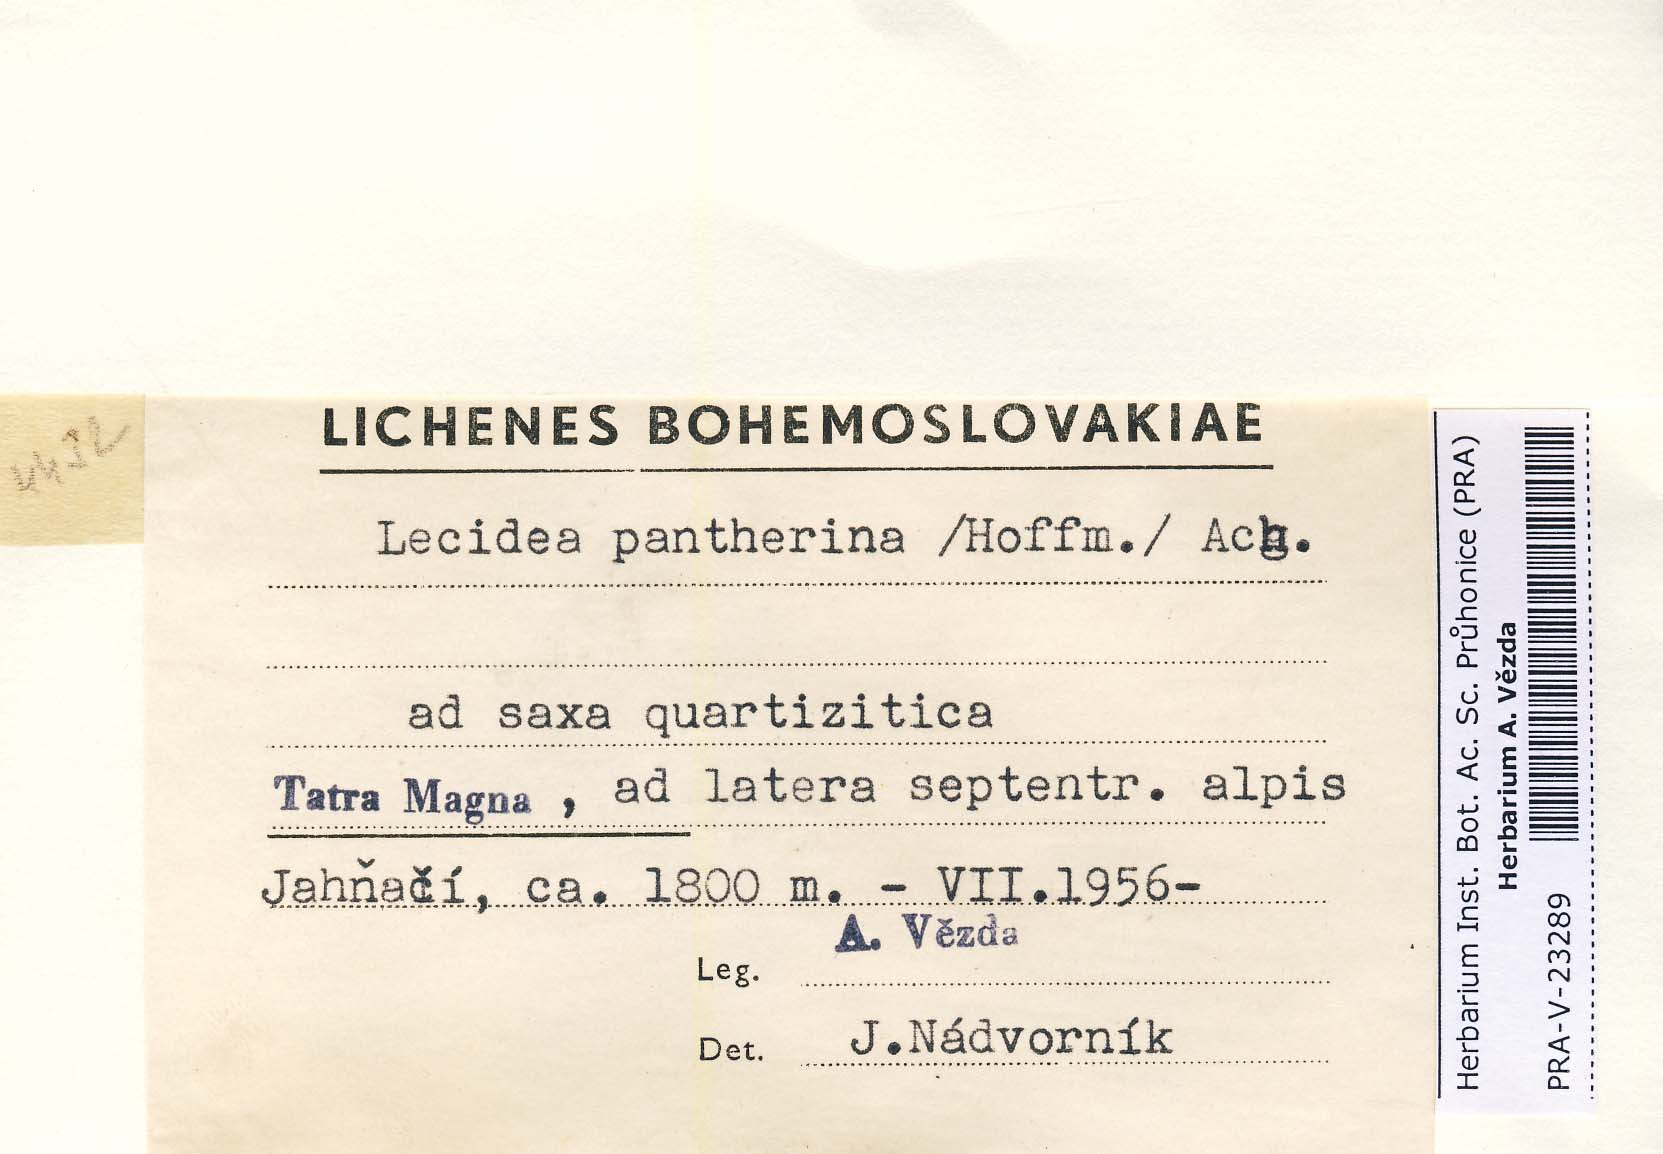 LICHENES BOHEMOSLOVAKIAE
4432
Lecidea pantherina /Hoffm./ Ach.
ad saxa quartizitica
Tatra Magna , ad latera septentr. alpis
Jahňačí, ca. 1800 m. - VII.1956-
A. Vězda
Leg.
Det. J.Nádvorník
Herbarium Inst. Bot. Ac. Sc. Průhonice (PRA)
Herbarium A. Vězda
PRA-V-23289